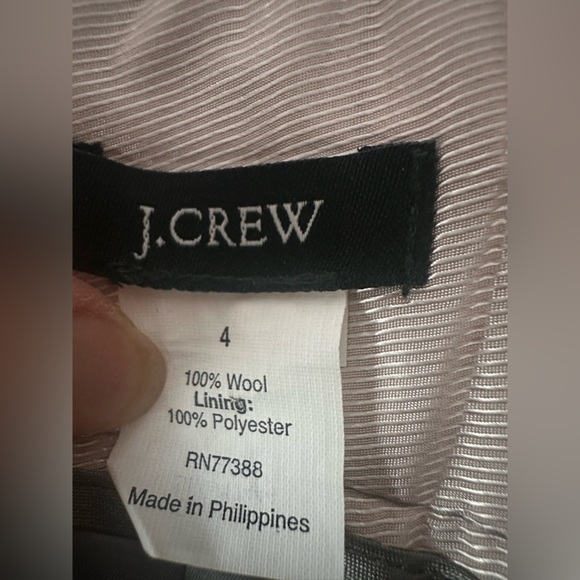 J.CREW
4
100% Wool
Lining:
100% Polyester
RN77388
Made in Philippines